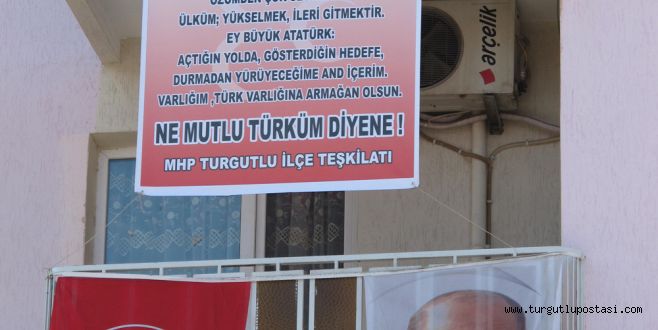 ÜLKÜM; YÜKSELMEK, İLERİ GİTMEKTİR.
EY BÜYÜK ATATÜRK:
AÇTIĞIN YOLDA, GÖSTERDİĞİN HEDEFE,
DURMADAN YÜRÜYECEĞİME AND İÇERİM.
VARLIĞIM ,TÜRK VARLIĞINA ARMAĞAN OLSUN.
NE MUTLU TÜRKÜM DİYENE !
MHP TURGUTLU İLÇE TEŞKİLATI
arçelik
www.turgutlupostasi.com